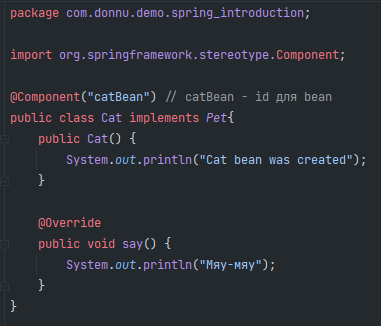 package com.donnu.demo.spring_introduction;
import org.springframework.stereotype.Component;
@Component("catBean") // catBean - id для bean
public class Cat implements Pet{
public Cat() {
System.out.println("Cat bean was created");
}
@Override
public void say() {
System.out.println("Мяу-мяу");
}
}